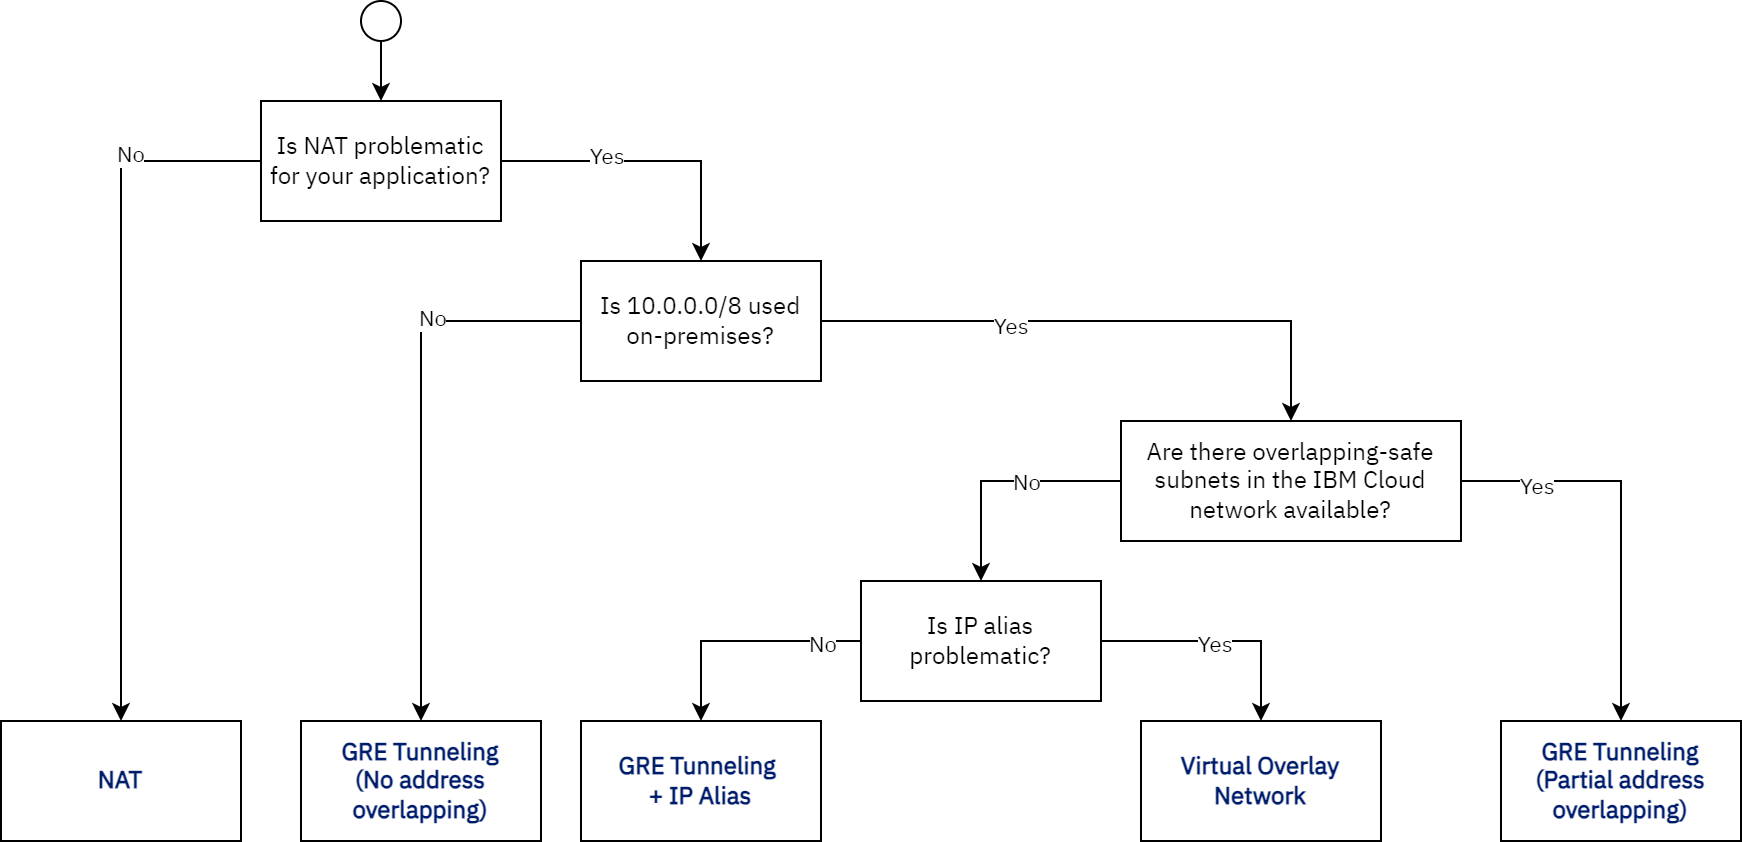 Is NAT problematic
for your application?
No
Yes
Is 10.0.0.0/8 used
on-premises?
No
Yes
Are there overlapping-safe
subnets in the IBM Cloud
network available?
No
Yes
Is IP alias
problematic?
No
Yes
NAT
GRE Tunneling
(No address
overlapping)
GRE Tunneling
+ IP Alias
Virtual Overlay
Network
GRE Tunneling
(Partial address
overlapping)